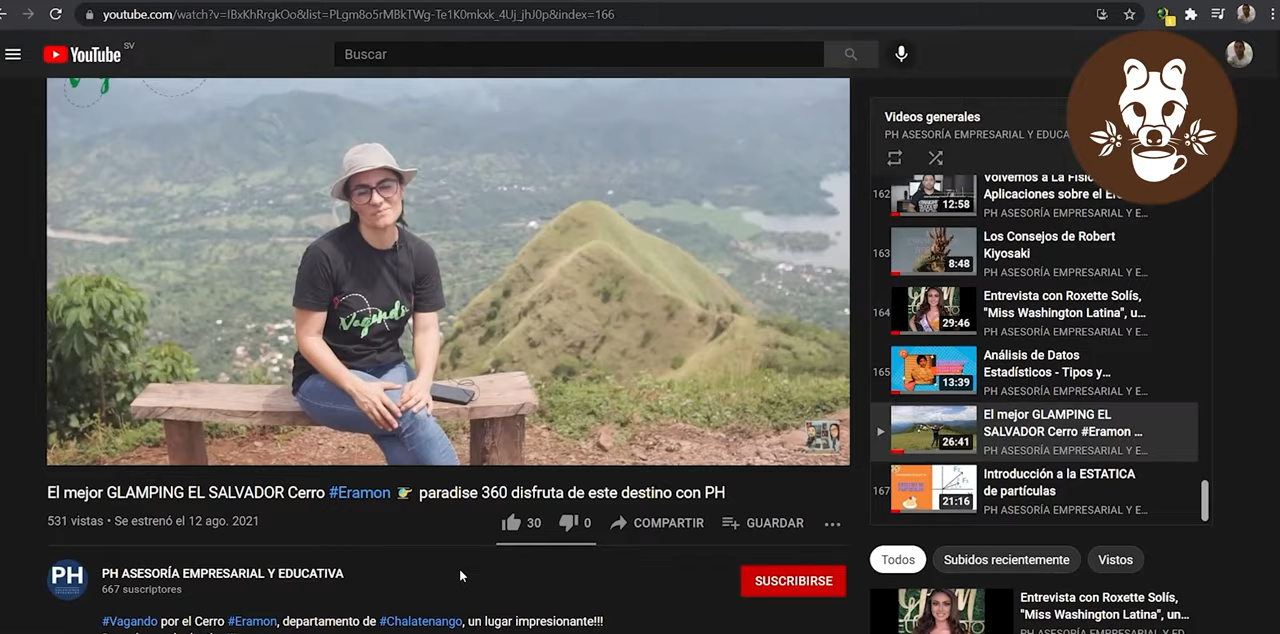 youtube.com/watch?v=IBxKhRrgkOo&list=PLgm8o5rMBkTWg-Te1K0mkxk_4Uj_jhJ0p&index=166
YouTube SV
Buscar
Vagando
El mejor GLAMPING EL SALVADOR Cerro #Eramon 👉 paradise 360 disfruta de este destino con PH
531 vistas • Se estrenó el 12 ago. 2021
30
0
COMPARTIR
GUARDAR
PH
PH ASESORÍA EMPRESARIAL Y EDUCATIVA
667 suscriptores
SUSCRIBIRSE
#Vagando por el Cerro #Eramon, departamento de #Chalatenango, un lugar impresionante!!!
Videos generales
PH ASESORÍA EMPRESARIAL Y EDUCA
162
12:58
Volvemos a La Física
Aplicaciones sobre el
PH ASESORÍA EMPRESARIAL Y E...
163
8:48
Los Consejos de Robert
Kiyosaki
PH ASESORÍA EMPRESARIAL Y E...
164
29:46
Entrevista con Roxette Solís,
"Miss Washington Latina", u...
PH ASESORÍA EMPRESARIAL Y E...
165
13:39
Análisis de Datos
Estadísticos - Tipos y...
PH ASESORÍA EMPRESARIAL Y E...
26:41
El mejor GLAMPING EL
SALVADOR Cerro #Eramon ...
PH ASESORÍA EMPRESARIAL Y E...
167
21:16
Introducción a la ESTATICA
de partículas
PH ASESORÍA EMPRESARIAL Y E...
Todos
Subidos recientemente
Vistos
Entrevista con Roxette Solís,
"Miss Washington Latina", un...